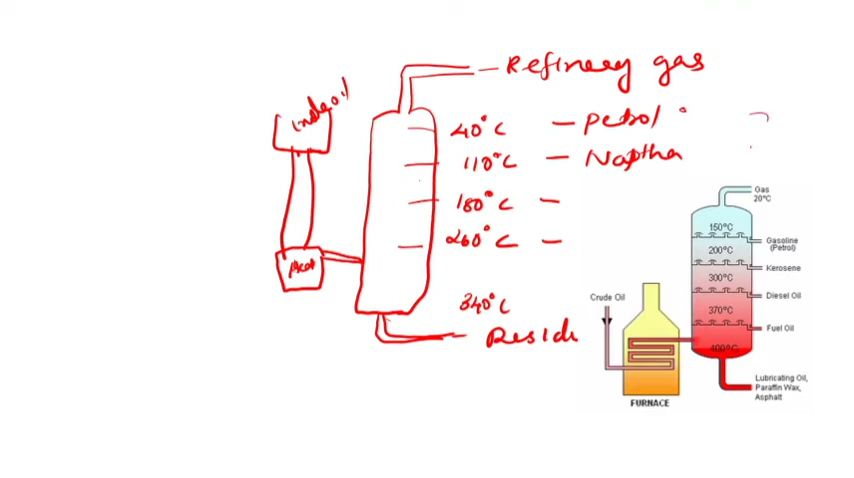 Refinery gas
40°C – Petrol
110°C – Naptha
180°C –
260°C –
340°C
Resid
Gas
20°C
150°C
Gasoline
(Petrol)
200°C
Kerosene
300°C
Diesel Oil
370°C
Fuel Oil
400°C
Crude Oil
Lubricating Oil,
Paraffin Wax,
Asphalt
FURNACE